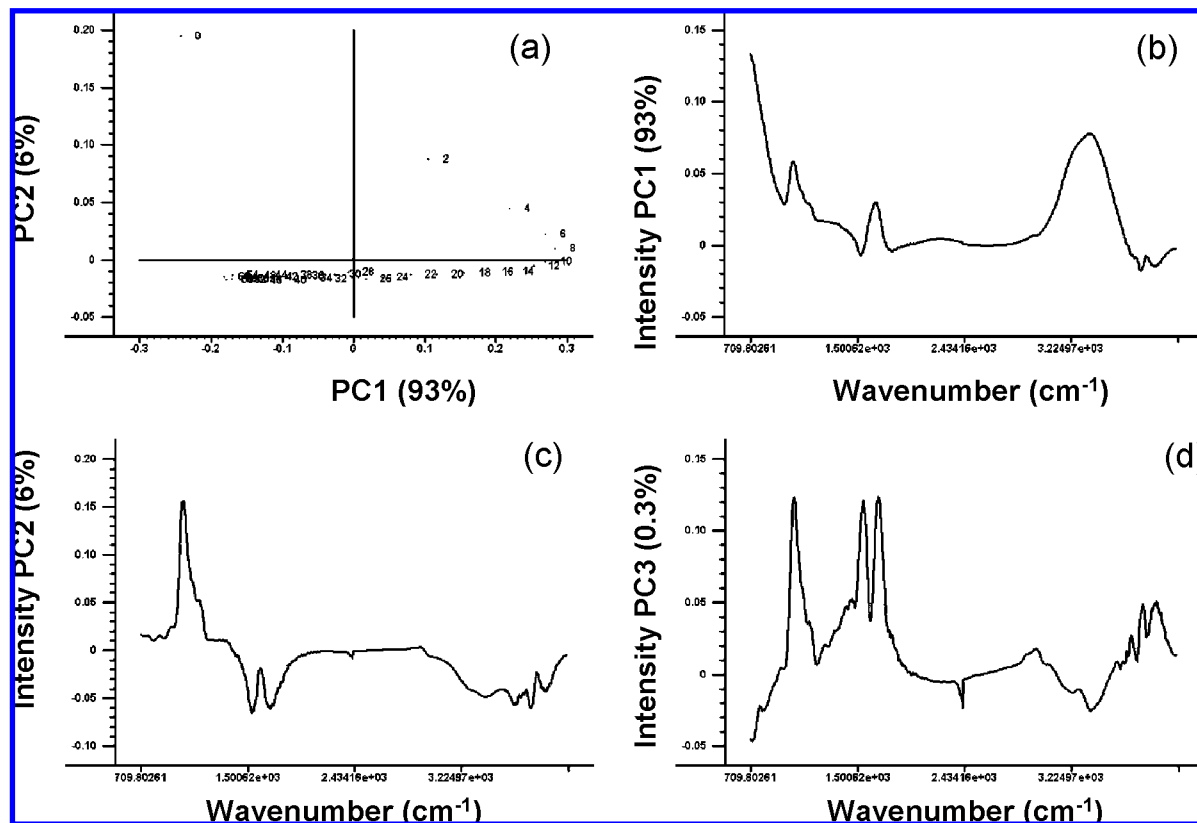 (a)
PC2 (6%)
0.20
0.15
0.10
0.05
0
-0.05
0
2
4
6
8
10
12
14
16
18
20
22
24
26
28
30
32
34
-0.3
-0.2
-0.1
0
0.1
0.2
0.3
PC1 (93%)
(b)
Intensity PC1 (93%)
0.15
0.10
0.05
0
-0.05
709.80261
1.50062e+03
2.43416e+03
3.22497e+03
Wavenumber (cm-1)
(c)
Intensity PC2 (6%)
0.20
0.15
0.10
0.05
0
-0.05
-0.10
709.80261
1.50062e+03
2.43416e+03
3.22497e+03
Wavenumber (cm-1)
(d
Intensity PC3 (0.3%)
0.15
0.10
0.05
0
-0.05
709.80261
1.50062e+03
2.43416e+03
3.22497e+03
Wavenumber (cm-1)